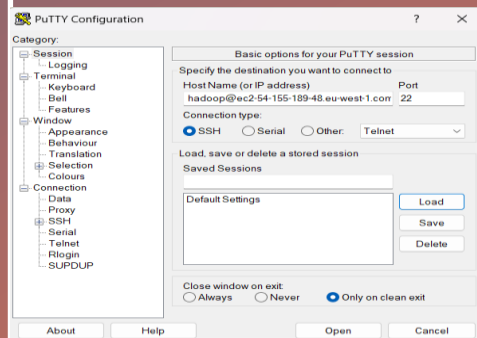 PuTTY Configuration ? ×
Category:
Session
Logging
Terminal
Keyboard
Bell
Features
Window
Appearance
Behaviour
Translation
Selection
Colours
Connection
Data
Proxy
SSH
Serial
Telnet
Rlogin
SUPDUP
Basic options for your PuTTY session
Specify the destination you want to connect to
Host Name (or IP address) Port
hadoop@ec2-54-155-189-48.eu-west-1.com 22
Connection type:
SSH Serial Other: Telnet
Load, save or delete a stored session
Saved Sessions
Default Settings
Load
Save
Delete
Close window on exit:
Always Never Only on clean exit
About Help Open Cancel